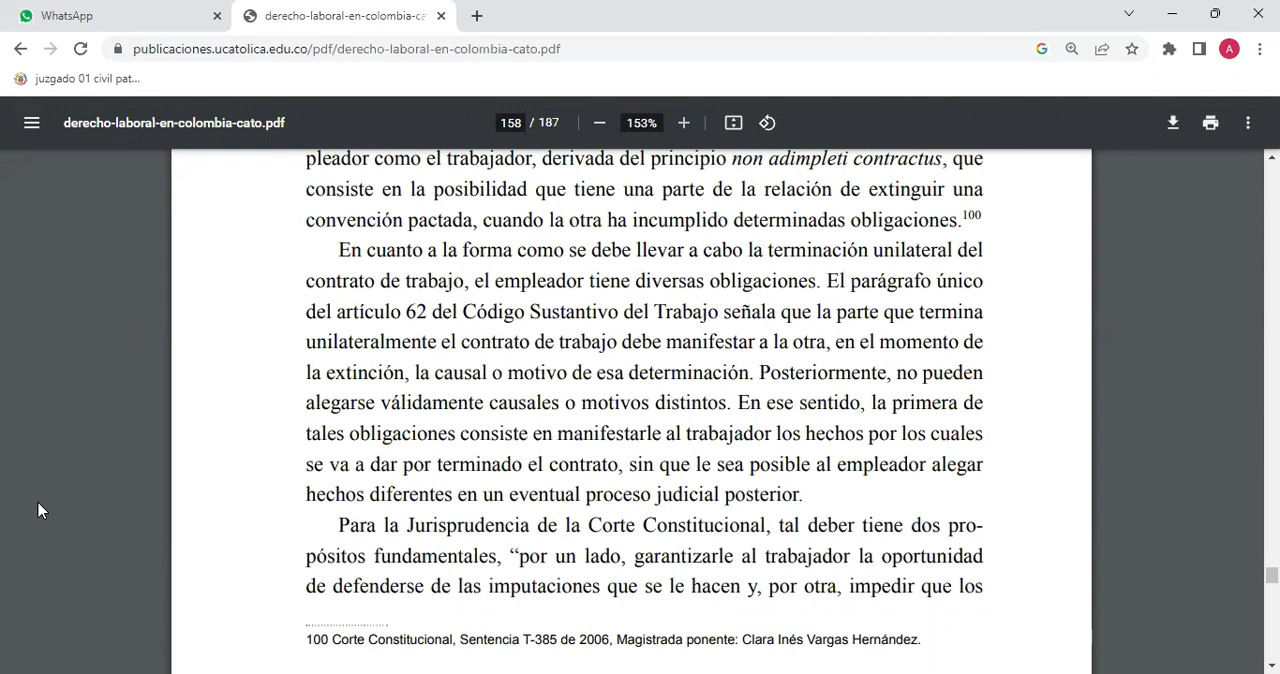 WhatsApp
derecho-laboral-en-colombia-ca
publicaciones.ucatolica.edu.co/pdf/derecho-laboral-en-colombia-cato.pdf
A
juzgado 01 civil pat...
derecho-laboral-en-colombia-cato.pdf
158 / 187
153%
pleador como el trabajador, derivada del principio non adimpleti contractus, que
consiste en la posibilidad que tiene una parte de la relación de extinguir una
convención pactada, cuando la otra ha incumplido determinadas obligaciones.100
En cuanto a la forma como se debe llevar a cabo la terminación unilateral del
contrato de trabajo, el empleador tiene diversas obligaciones. El parágrafo único
del artículo 62 del Código Sustantivo del Trabajo señala que la parte que termina
unilateralmente el contrato de trabajo debe manifestar a la otra, en el momento de
la extinción, la causal o motivo de esa determinación. Posteriormente, no pueden
alegarse válidamente causales o motivos distintos. En ese sentido, la primera de
tales obligaciones consiste en manifestarle al trabajador los hechos por los cuales
se va a dar por terminado el contrato, sin que le sea posible al empleador alegar
hechos diferentes en un eventual proceso judicial posterior.
Para la Jurisprudencia de la Corte Constitucional, tal deber tiene dos pro-
pósitos fundamentales, “por un lado, garantizarle al trabajador la oportunidad
de defenderse de las imputaciones que se le hacen y, por otra, impedir que los
100 Corte Constitucional, Sentencia T-385 de 2006, Magistrada ponente: Clara Inés Vargas Hernández.